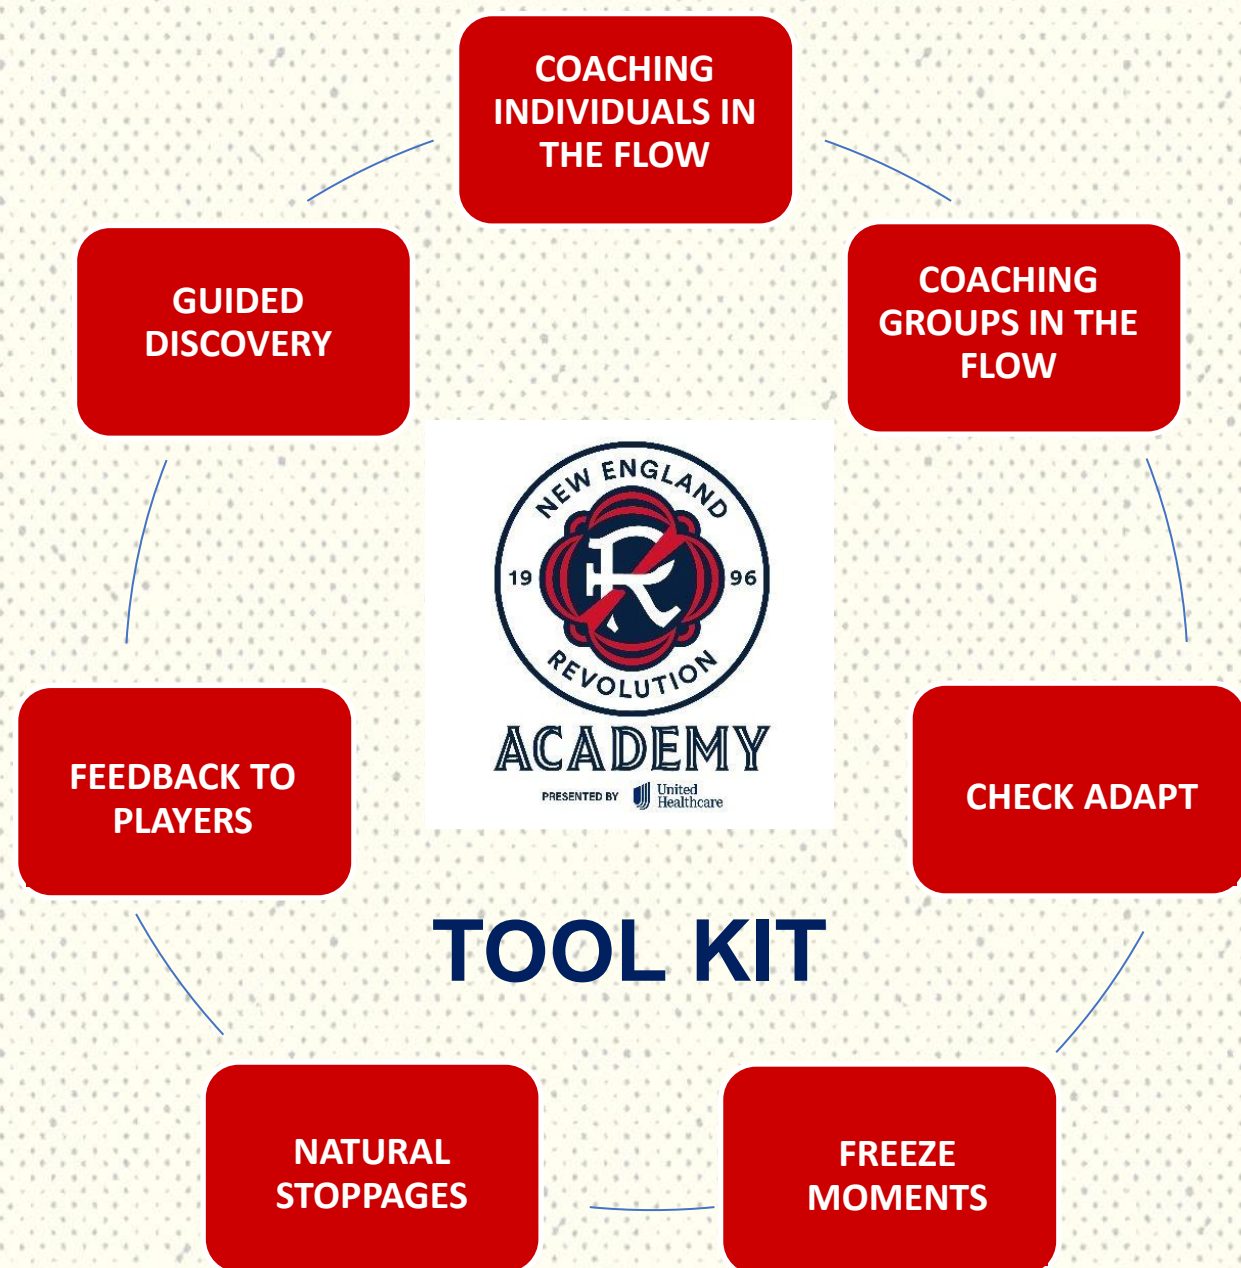 COACHING
INDIVIDUALS IN
THE FLOW
COACHING
GROUPS IN THE
FLOW
GUIDED
DISCOVERY
NEW ENGLAND
19 96
REVOLUTION
ACADEMY
PRESENTED BY United
Healthcare
FEEDBACK TO
PLAYERS
CHECK ADAPT
TOOL KIT
NATURAL
STOPPAGES
FREEZE
MOMENTS